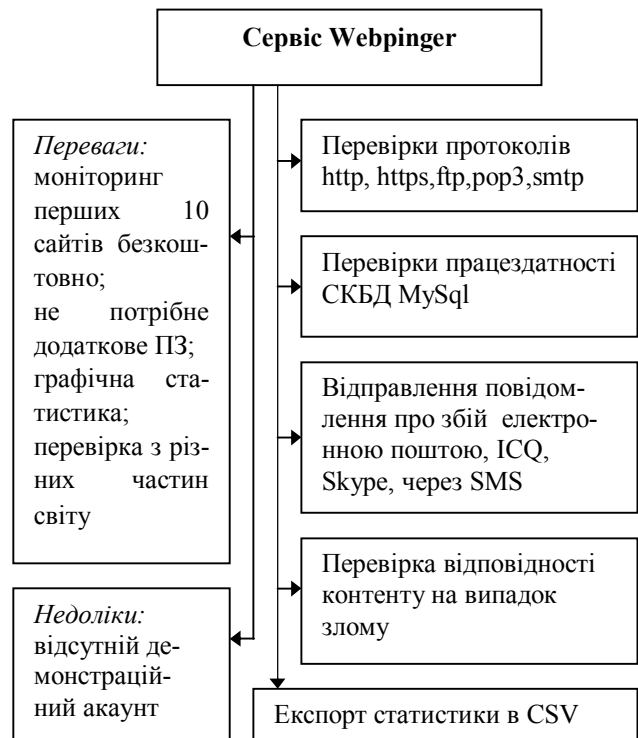 Сервіс Webpinger
Переваги:
моніторинг
перших 10
сайтів безкош-
товно;
не потрібне
додаткове ПЗ;
графічна ста-
тистика;
перевірка з різ-
них частин
світу
Недоліки:
відсутній де-
монстрацій-
ний акаунт
Перевірки протоколів
http, https,ftp,pop3,smtp
Перевірки працездатності
СКБД MySql
Відправлення повідом-
лення про збій електро-
нною поштою, ICQ,
Skype, через SMS
Перевірка відповідності
контенту на випадок
злому
Експорт статистики в CSV